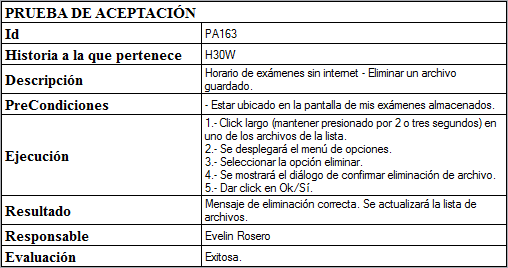 PRUEBA DE ACEPTACIÓN
Id PA163
Historia a la que pertenece H30W
Descripción Horario de exámenes sin internet - Eliminar un archivo
guardado.
PreCondiciones - Estar ubicado en la pantalla de mis exámenes almacenados.
Ejecución 1.- Click largo (mantener presionado por 2 o tres segundos) en
uno de los archivos de la lista.
2.- Se desplegará el menú de opciones.
3.- Seleccionar la opción eliminar.
4.- Se mostrará el diálogo de confirmar eliminación de archivo.
5.- Dar click en Ok/Sí.
Resultado Mensaje de eliminación correcta. Se actualizará la lista de
archivos.
Responsable Evelin Rosero
Evaluación Exitosa.